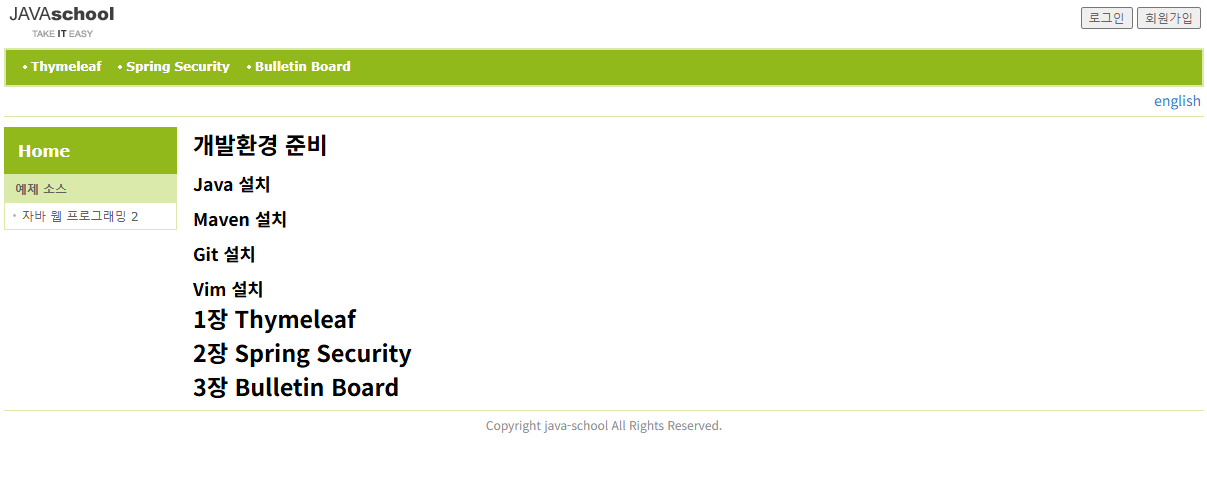 JAVAschool
TAKE IT EASY
로그인 회원가입
Thymeleaf Spring Security Bulletin Board
english
Home
예제 소스
자바 웹 프로그래밍 2
개발환경 준비
Java 설치
Maven 설치
Git 설치
Vim 설치
1장 Thymeleaf
2장 Spring Security
3장 Bulletin Board
Copyright java-school All Rights Reserved.